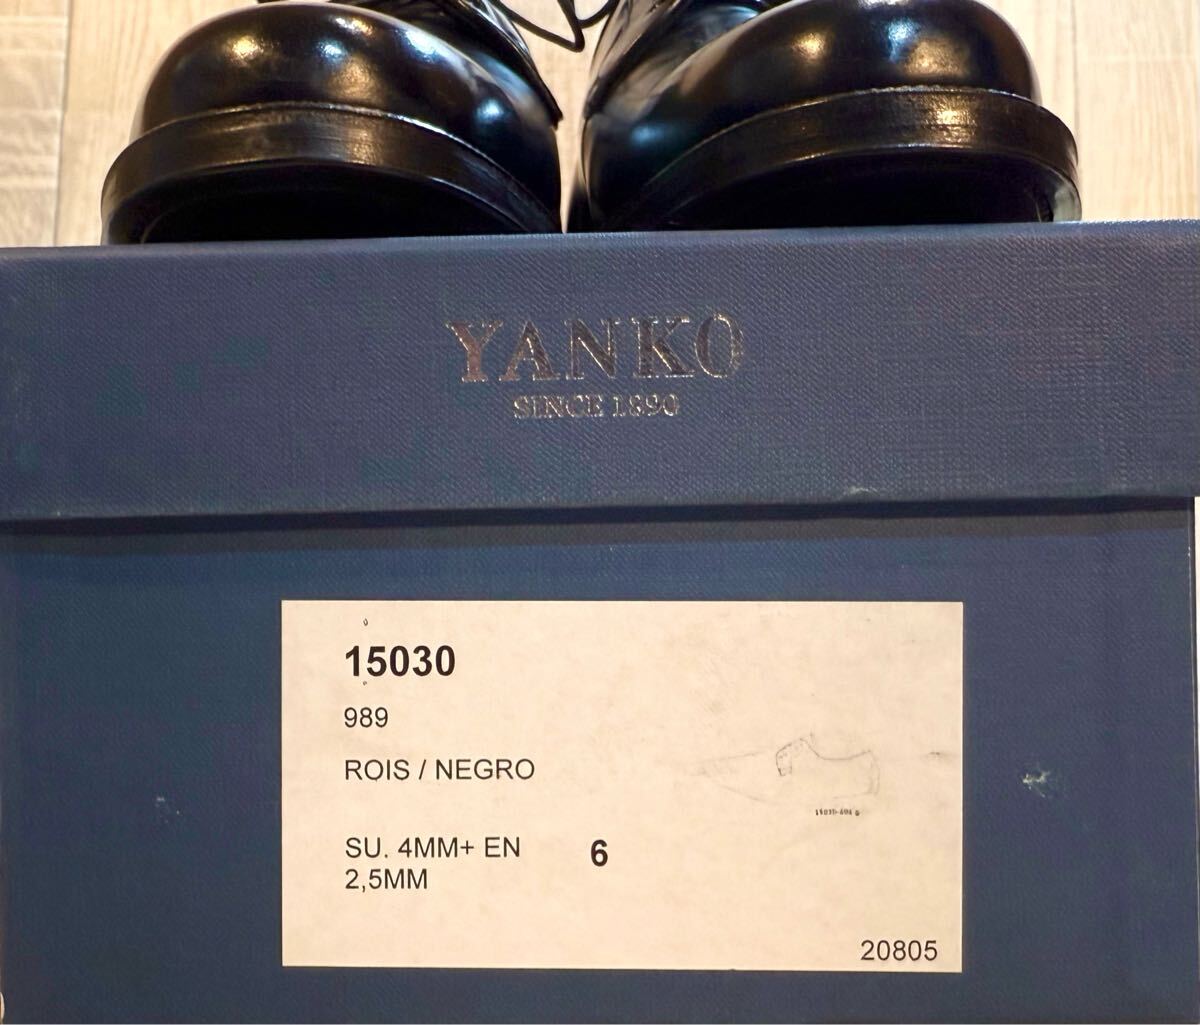 YANKO
SINCE 1890
15030
989
ROIS / NEGRO
SU. 4MM+ EN 6
2,5MM
20805